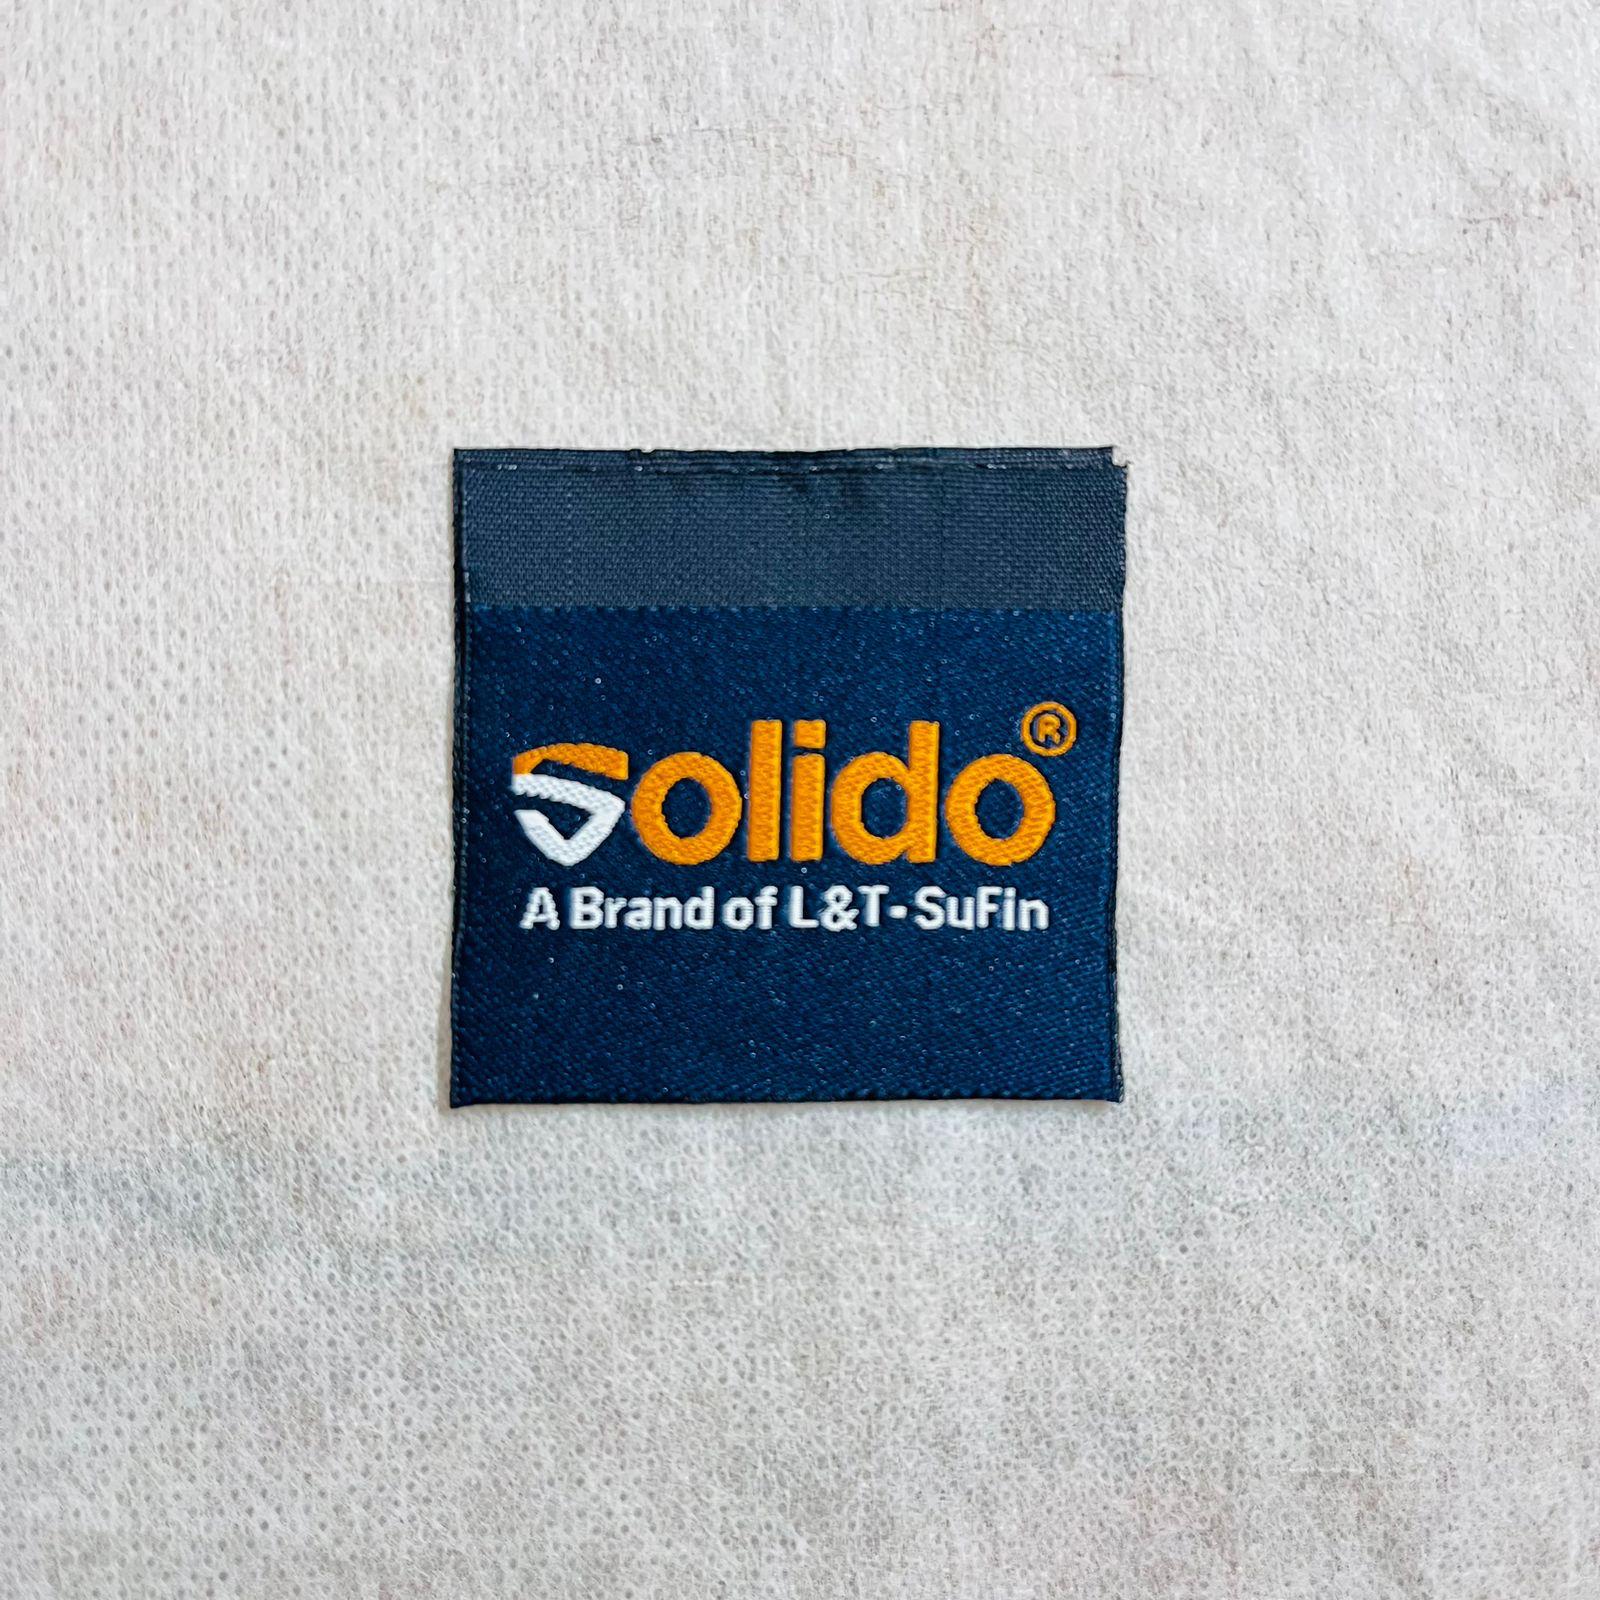 Solido®
A Brand of L&T-SuFin